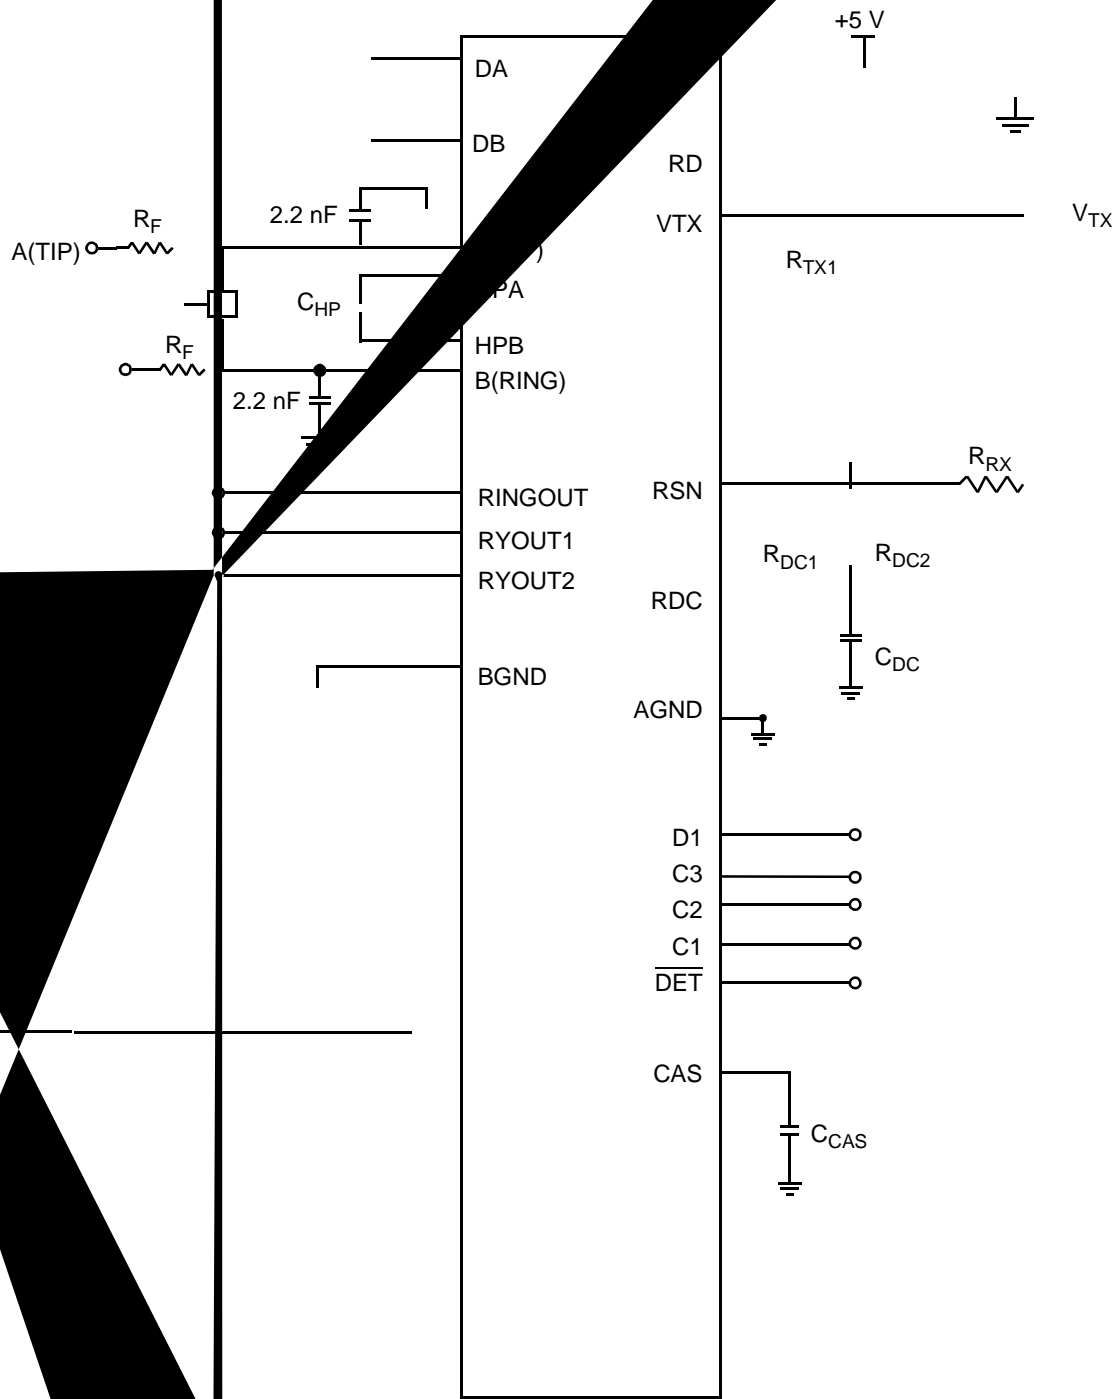 +5 V
DA
DB
RD
2.2 nF
RF
VTX
VTX
A(TIP)
)
RTX1
PA
CHP
HPB
RF
B(RING)
2.2 nF
RRX
RINGOUT
RSN
RYOUT1
RDC1
RDC2
RYOUT2
RDC
CDC
BGND
AGND
D1
C3
C2
C1
DET
CAS
CCAS